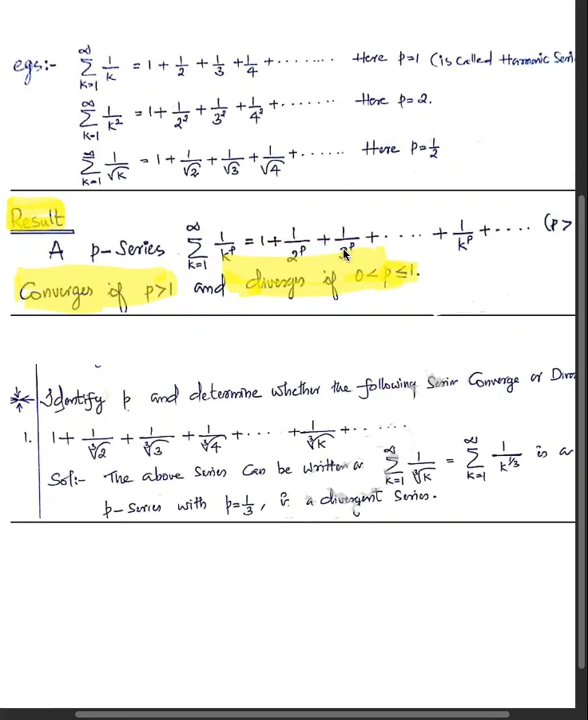 egs:- ∞∑k=1 1/k = 1 + 1/2 + 1/3 + 1/4 + ........ Here p=1 (is called Harmonic Seri
∞∑k=1 1/k² = 1 + 1/2² + 1/3² + 1/4² + ....... Here p=2.
∞∑k=1 1/√k = 1 + 1/√2 + 1/√3 + 1/√4 + ...... Here p=1/2
Result
A p-Series ∞∑k=1 1/k^p = 1 + 1/2^p + 1/3^p + .... + 1/k^p + .... (p >
Converges if p>1 and diverges if 0<p≤1.
Identify p and determine whether the following Series Converge or
1. 1 + 1/∛2 + 1/∛3 + 1/∛4 + .... + 1/∛k + ......
Sol:- The above Series Can be written as ∞∑k=1 1/∛k = ∞∑k=1 1/k^1/3 is a
p-Series with p=1/3, is a divergent Series.